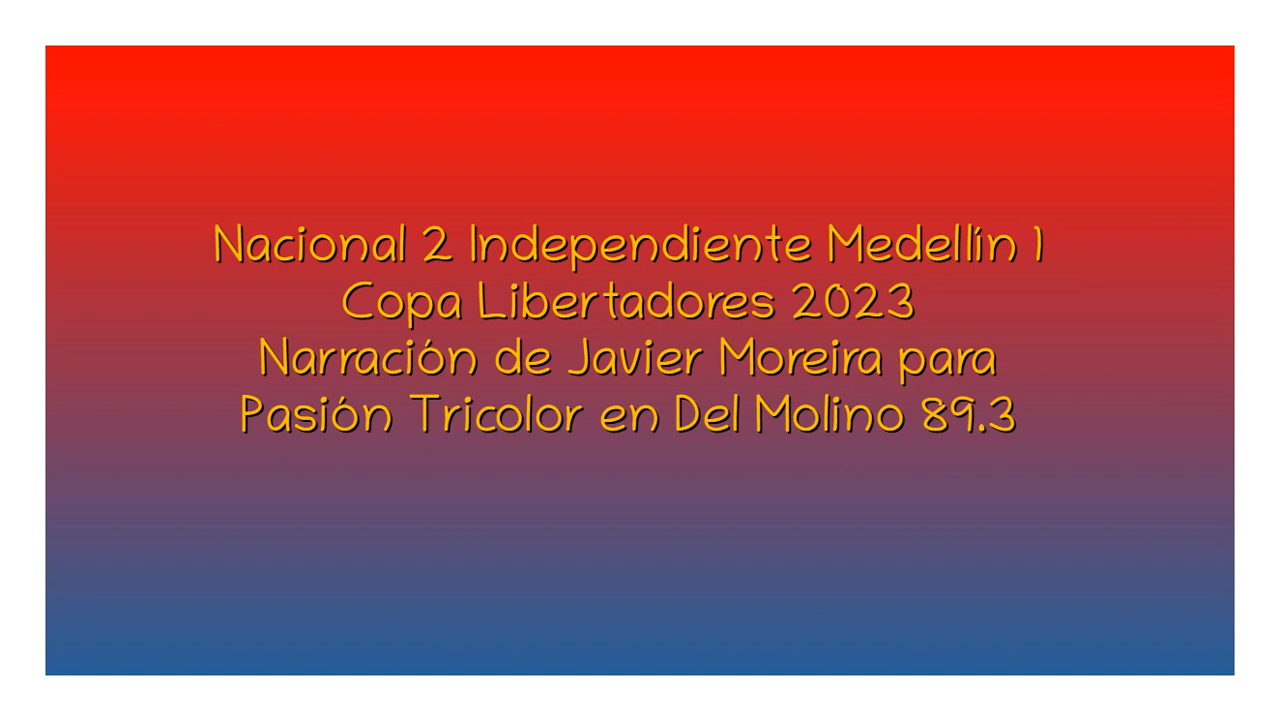 Nacional 2 Independiente Medellín 1
Copa Libertadores 2023
Narración de Javier Moreira para
Pasión Tricolor en Del Molino 89.3